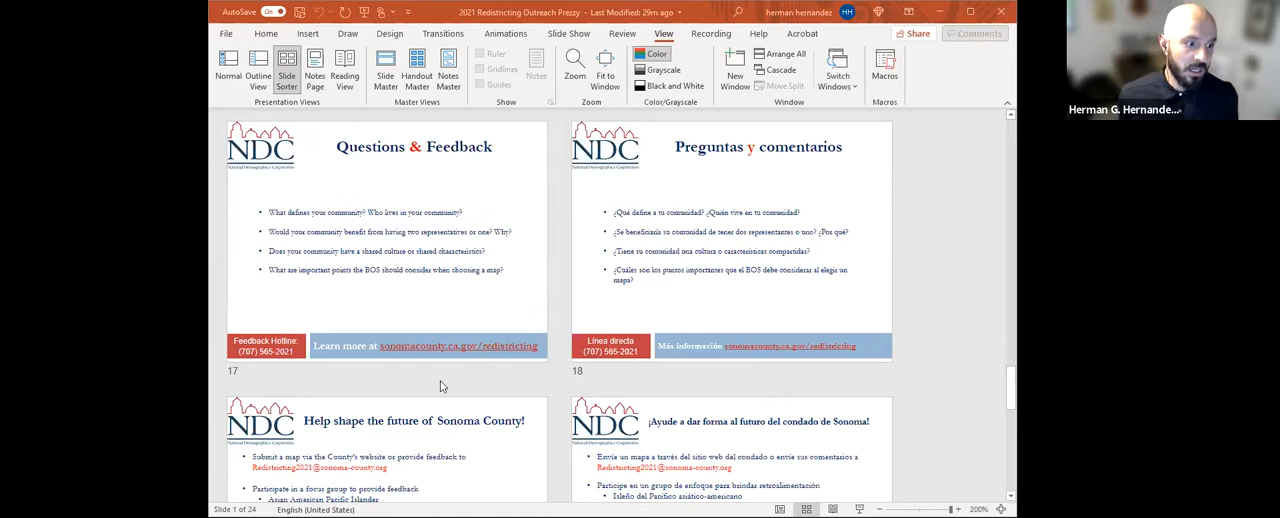 AutoSave On 2021 Redistricting Outreach Prezzy • Last Modified: 29m ago herman hernandez HH
File Home Insert Draw Design Transitions Animations Slide Show Review View Recording Help Acrobat Share Comments
Normal Outline View Slide Sorter Notes Page Reading View
Presentation Views
Slide Master Handout Master Notes Master
Master Views
Ruler
Gridlines
Guides
Notes
Show
Zoom Fit to Window
Zoom
Color
Grayscale
Black and White
Color/Grayscale
New Window
Arrange All
Cascade
Move Split
Switch Windows
Window
Macros
Macros
Herman G. Hernande...
NDC
National Demographics Corporation
Questions & Feedback
• What defines your community? Who lives in your community?
• Would your community benefit from having two representatives or one? Why?
• Does your community have a shared culture or shared characteristics?
• What are important points the BOS should consider when choosing a map?
Feedback Hotline:
(707) 565-2021
Learn more at sonomacounty.ca.gov/redistricting
17
NDC
National Demographics Corporation
Preguntas y comentarios
• ¿Qué define a tu comunidad? ¿Quién vive en tu comunidad?
• ¿Se beneficiaría su comunidad de tener dos representantes o uno? ¿Por qué?
• ¿Tiene su comunidad una cultura o características compartidas?
• ¿Cuáles son los puntos importantes que el BOS debe considerar al elegir un
mapa?
Línea directa
(707) 565-2021
Más información sonomacounty.ca.gov/redistricting
18
NDC
National Demographics Corporation
Help shape the future of Sonoma County!
• Submit a map via the County's website or provide feedback to
Redistricting2021@sonoma-county.org
• Participate in a focus group to provide feedback
• Asian American Pacific Islander
NDC
National Demographics Corporation
¡Ayude a dar forma al futuro del condado de Sonoma!
• Envíe un mapa a través del sitio web del condado o envíe sus comentarios a
Redistricting2021@sonoma-county.org
• Participe en un grupo de enfoque para brindar retroalimentación
• Isleño del Pacífico asiático-americano
Slide 1 of 24 English (United States) 200%